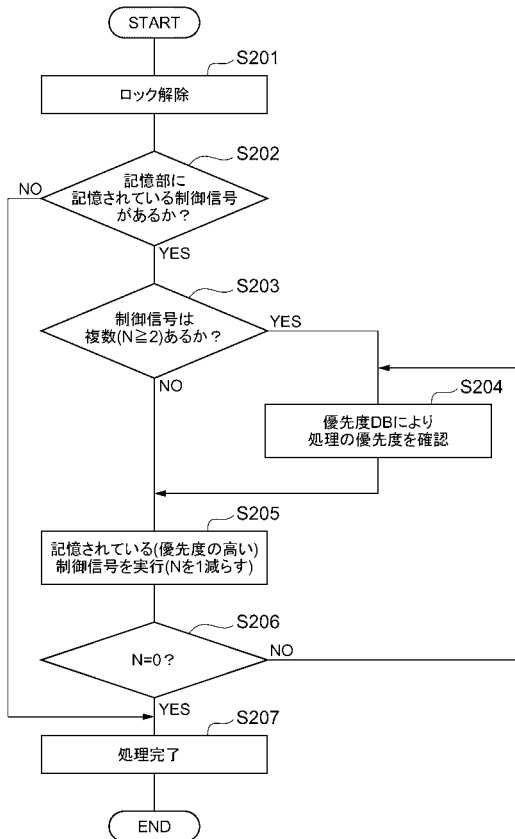 START
S201
ロック解除
S202
記憶部に
記憶されている制御信号
があるか？
NO
YES
S203
制御信号は
複数(N≧2)あるか？
YES
NO
S204
優先度DBにより
処理の優先度を確認
S205
記憶されている(優先度の高い)
制御信号を実行(Nを1減らす)
S206
N=0？
NO
YES
S207
処理完了
END